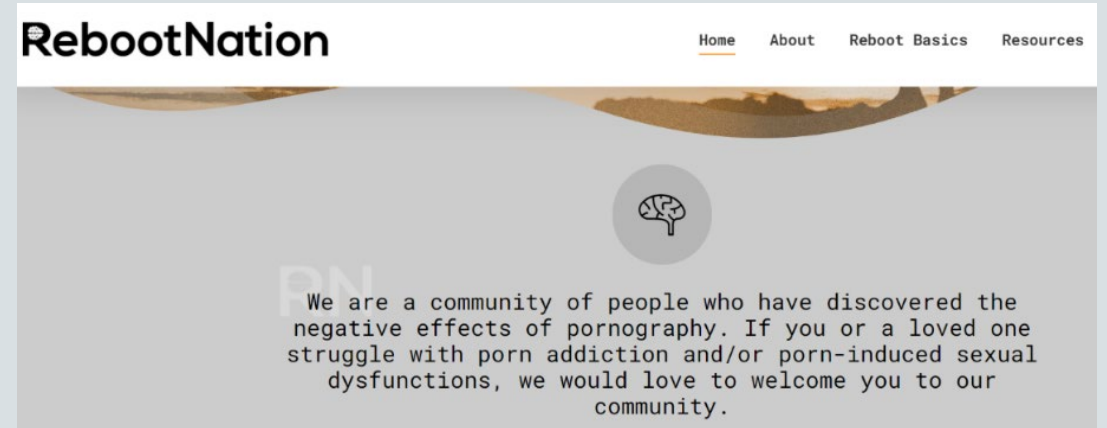 RebootNation
Home About Reboot Basics Resources
RN
We are a community of people who have discovered the
negative effects of pornography. If you or a loved one
struggle with porn addiction and/or porn-induced sexual
dysfunctions, we would love to welcome you to our
community.